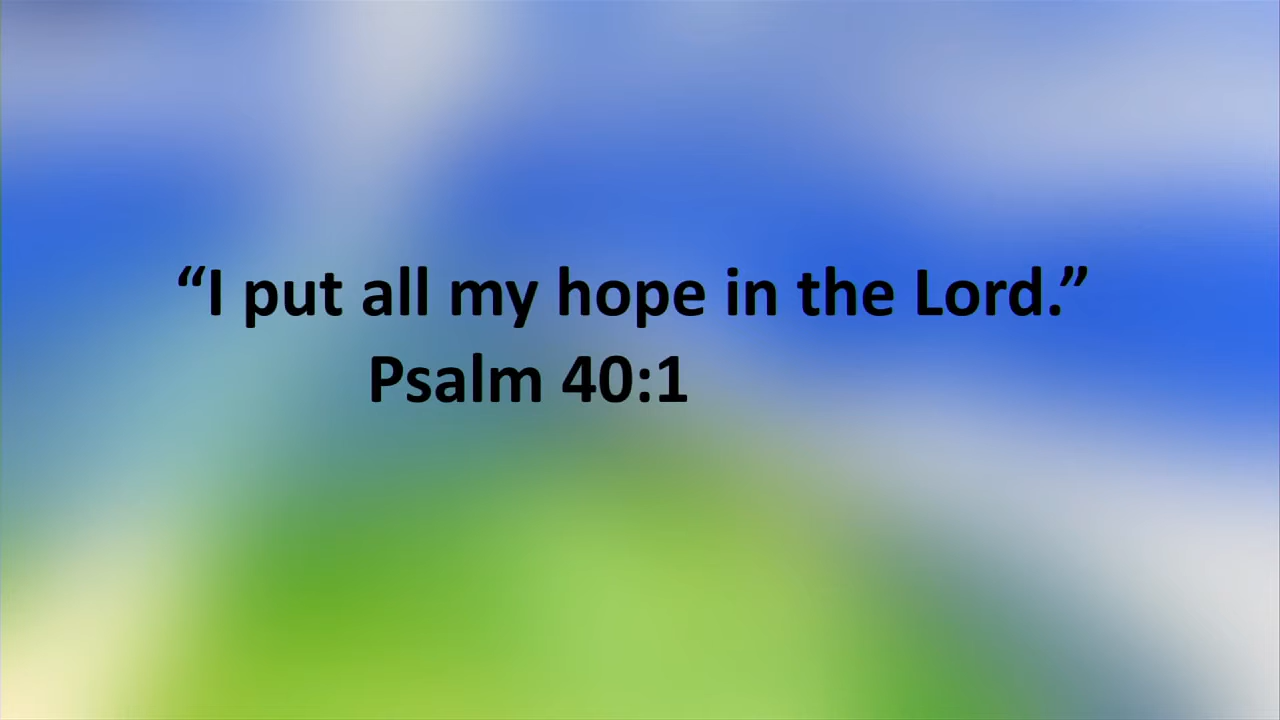 “I put all my hope in the Lord.”
Psalm 40:1